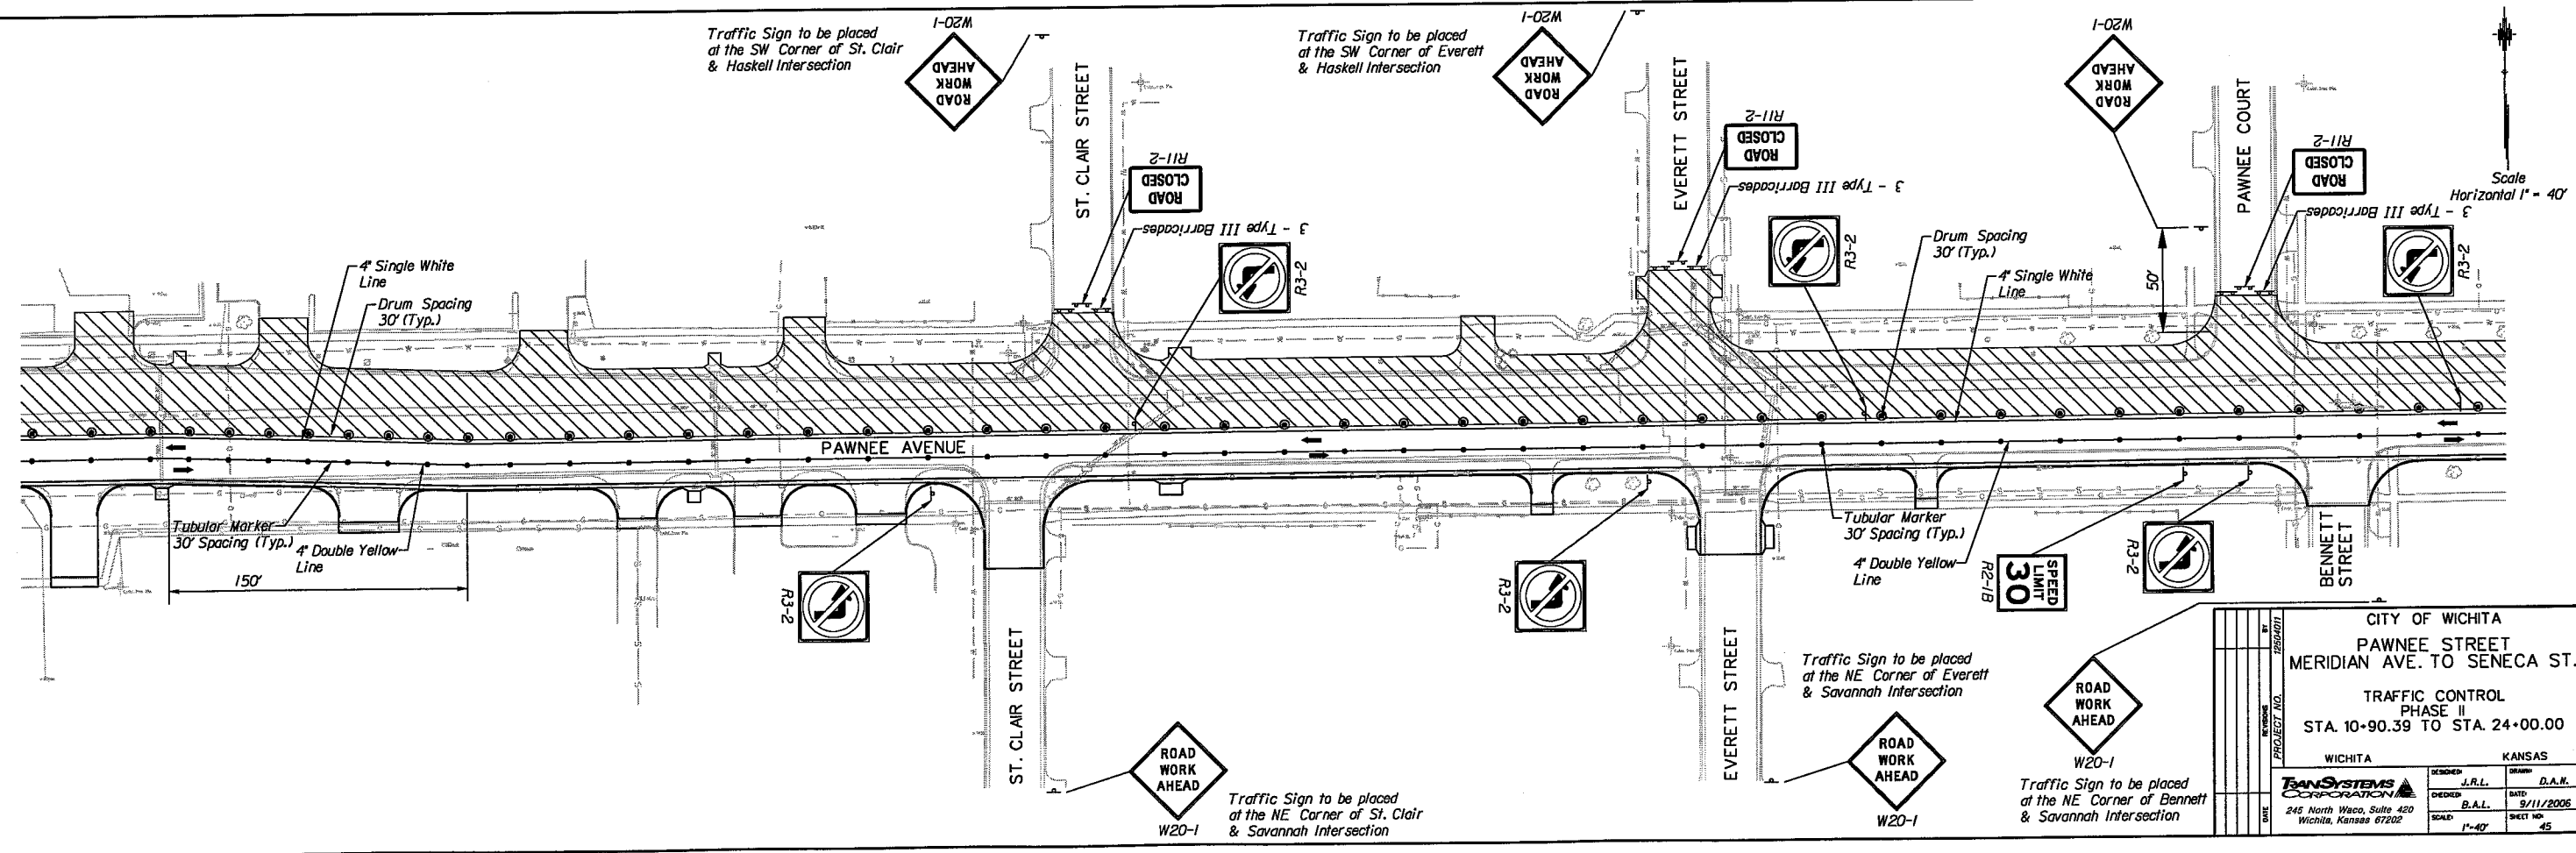 Traffic Sign to be placed
at the SW Corner of St. Clair
& Haskell Intersection
W20-1
ROAD
WORK
AHEAD
ST. CLAIR STREET
R11-2
ROAD
CLOSED
3 - Type III Barricades
R3-2
Traffic Sign to be placed
at the SW Corner of Everett
& Haskell Intersection
W20-1
ROAD
WORK
AHEAD
EVERETT STREET
R11-2
ROAD
CLOSED
3 - Type III Barricades
R3-2
Drum Spacing
30' (Typ.)
4" Single White
Line
W20-1
ROAD
WORK
AHEAD
50'
PAWNEE COURT
R11-2
ROAD
CLOSED
3 - Type III Barricades
R3-2
Scale
Horizontal 1" = 40'
4" Single White
Line
Drum Spacing
30' (Typ.)
PAWNEE AVENUE
Tubular Marker
30' Spacing (Typ.)
4" Double Yellow
Line
150'
R3-2
ST. CLAIR STREET
ROAD
WORK
AHEAD
W20-1
Traffic Sign to be placed
at the NE Corner of St. Clair
& Savannah Intersection
R3-2
EVERETT STREET
Tubular Marker
30' Spacing (Typ.)
4" Double Yellow
Line
Traffic Sign to be placed
at the NE Corner of Everett
& Savannah Intersection
ROAD
WORK
AHEAD
W20-1
R2-1B
SPEED
LIMIT
30
R3-2
BENNETT
STREET
ROAD
WORK
AHEAD
W20-1
Traffic Sign to be placed
at the NE Corner of Bennett
& Savannah Intersection
BY
REVISIONS
DATE
PROJECT NO.
12504011
CITY OF WICHITA
PAWNEE STREET
MERIDIAN AVE. TO SENECA ST.
TRAFFIC CONTROL
PHASE II
STA. 10+90.39 TO STA. 24+00.00
WICHITA KANSAS
TRANSYSTEMS
CORPORATION
245 North Waco, Suite 420
Wichita, Kansas 67202
DESIGNED: J.R.L.
DRAWN: D.A.N.
CHECKED: B.A.L.
DATE: 9/11/2006
SCALE: 1"=40'
SHEET NO: 45